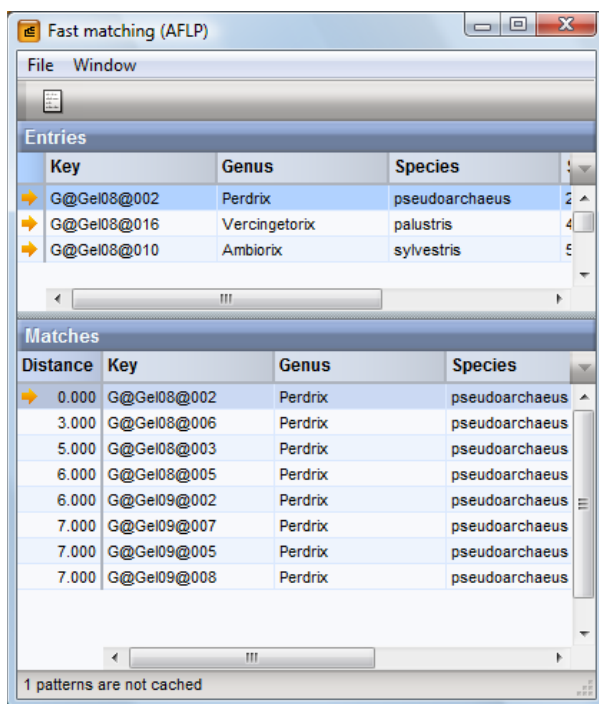 Fast matching (AFLP)
File Window
Entries
Key Genus Species
G@Gel08@002 Perdrix pseudoarchaeus 2
G@Gel08@016 Vercingetorix palustris 4
G@Gel08@010 Ambiorix sylvestris 5
Matches
Distance Key Genus Species
0.000 G@Gel08@002 Perdrix pseudoarchaeus
3.000 G@Gel08@006 Perdrix pseudoarchaeus
5.000 G@Gel08@003 Perdrix pseudoarchaeus
6.000 G@Gel08@005 Perdrix pseudoarchaeus
6.000 G@Gel09@002 Perdrix pseudoarchaeus
7.000 G@Gel09@007 Perdrix pseudoarchaeus
7.000 G@Gel09@005 Perdrix pseudoarchaeus
7.000 G@Gel09@008 Perdrix pseudoarchaeus
1 patterns are not cached